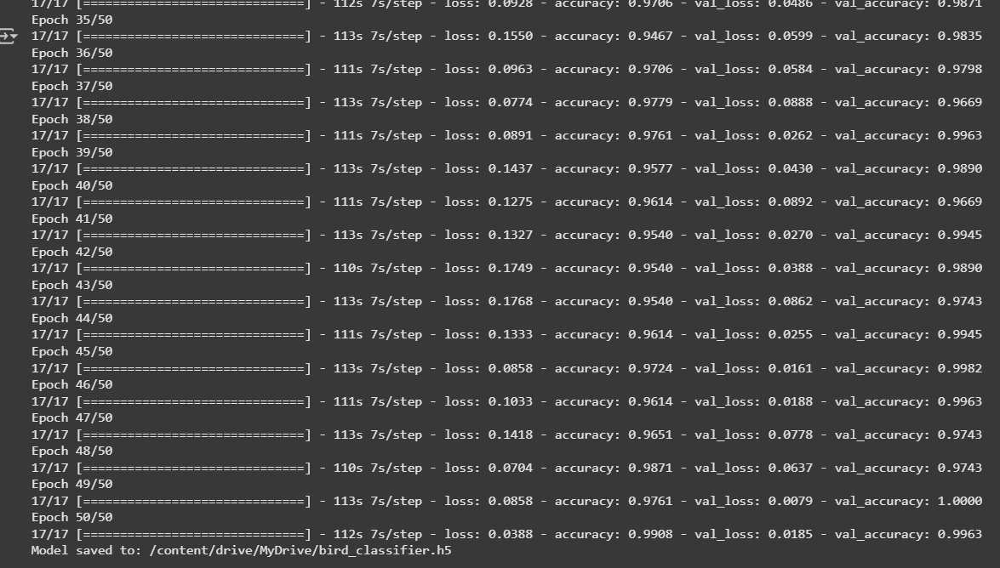 17/17 [==============================] - 112s 7s/step - loss: 0.0928 - accuracy: 0.9706 - val_loss: 0.0486 - val_accuracy: 0.9871
Epoch 35/50
17/17 [==============================] - 113s 7s/step - loss: 0.1550 - accuracy: 0.9467 - val_loss: 0.0599 - val_accuracy: 0.9835
Epoch 36/50
17/17 [==============================] - 111s 7s/step - loss: 0.0963 - accuracy: 0.9706 - val_loss: 0.0584 - val_accuracy: 0.9798
Epoch 37/50
17/17 [==============================] - 113s 7s/step - loss: 0.0774 - accuracy: 0.9779 - val_loss: 0.0888 - val_accuracy: 0.9669
Epoch 38/50
17/17 [==============================] - 111s 7s/step - loss: 0.0891 - accuracy: 0.9761 - val_loss: 0.0262 - val_accuracy: 0.9963
Epoch 39/50
17/17 [==============================] - 113s 7s/step - loss: 0.1437 - accuracy: 0.9577 - val_loss: 0.0430 - val_accuracy: 0.9890
Epoch 40/50
17/17 [==============================] - 111s 7s/step - loss: 0.1275 - accuracy: 0.9614 - val_loss: 0.0892 - val_accuracy: 0.9669
Epoch 41/50
17/17 [==============================] - 113s 7s/step - loss: 0.1327 - accuracy: 0.9540 - val_loss: 0.0270 - val_accuracy: 0.9945
Epoch 42/50
17/17 [==============================] - 110s 7s/step - loss: 0.1749 - accuracy: 0.9540 - val_loss: 0.0388 - val_accuracy: 0.9890
Epoch 43/50
17/17 [==============================] - 113s 7s/step - loss: 0.1768 - accuracy: 0.9540 - val_loss: 0.0862 - val_accuracy: 0.9743
Epoch 44/50
17/17 [==============================] - 111s 7s/step - loss: 0.1333 - accuracy: 0.9614 - val_loss: 0.0255 - val_accuracy: 0.9945
Epoch 45/50
17/17 [==============================] - 113s 7s/step - loss: 0.0858 - accuracy: 0.9724 - val_loss: 0.0161 - val_accuracy: 0.9982
Epoch 46/50
17/17 [==============================] - 111s 7s/step - loss: 0.1033 - accuracy: 0.9614 - val_loss: 0.0188 - val_accuracy: 0.9963
Epoch 47/50
17/17 [==============================] - 113s 7s/step - loss: 0.1418 - accuracy: 0.9651 - val_loss: 0.0778 - val_accuracy: 0.9743
Epoch 48/50
17/17 [==============================] - 110s 7s/step - loss: 0.0704 - accuracy: 0.9871 - val_loss: 0.0637 - val_accuracy: 0.9743
Epoch 49/50
17/17 [==============================] - 113s 7s/step - loss: 0.0858 - accuracy: 0.9761 - val_loss: 0.0079 - val_accuracy: 1.0000
Epoch 50/50
17/17 [==============================] - 112s 7s/step - loss: 0.0388 - accuracy: 0.9908 - val_loss: 0.0185 - val_accuracy: 0.9963
Model saved to: /content/drive/MyDrive/bird_classifier.h5